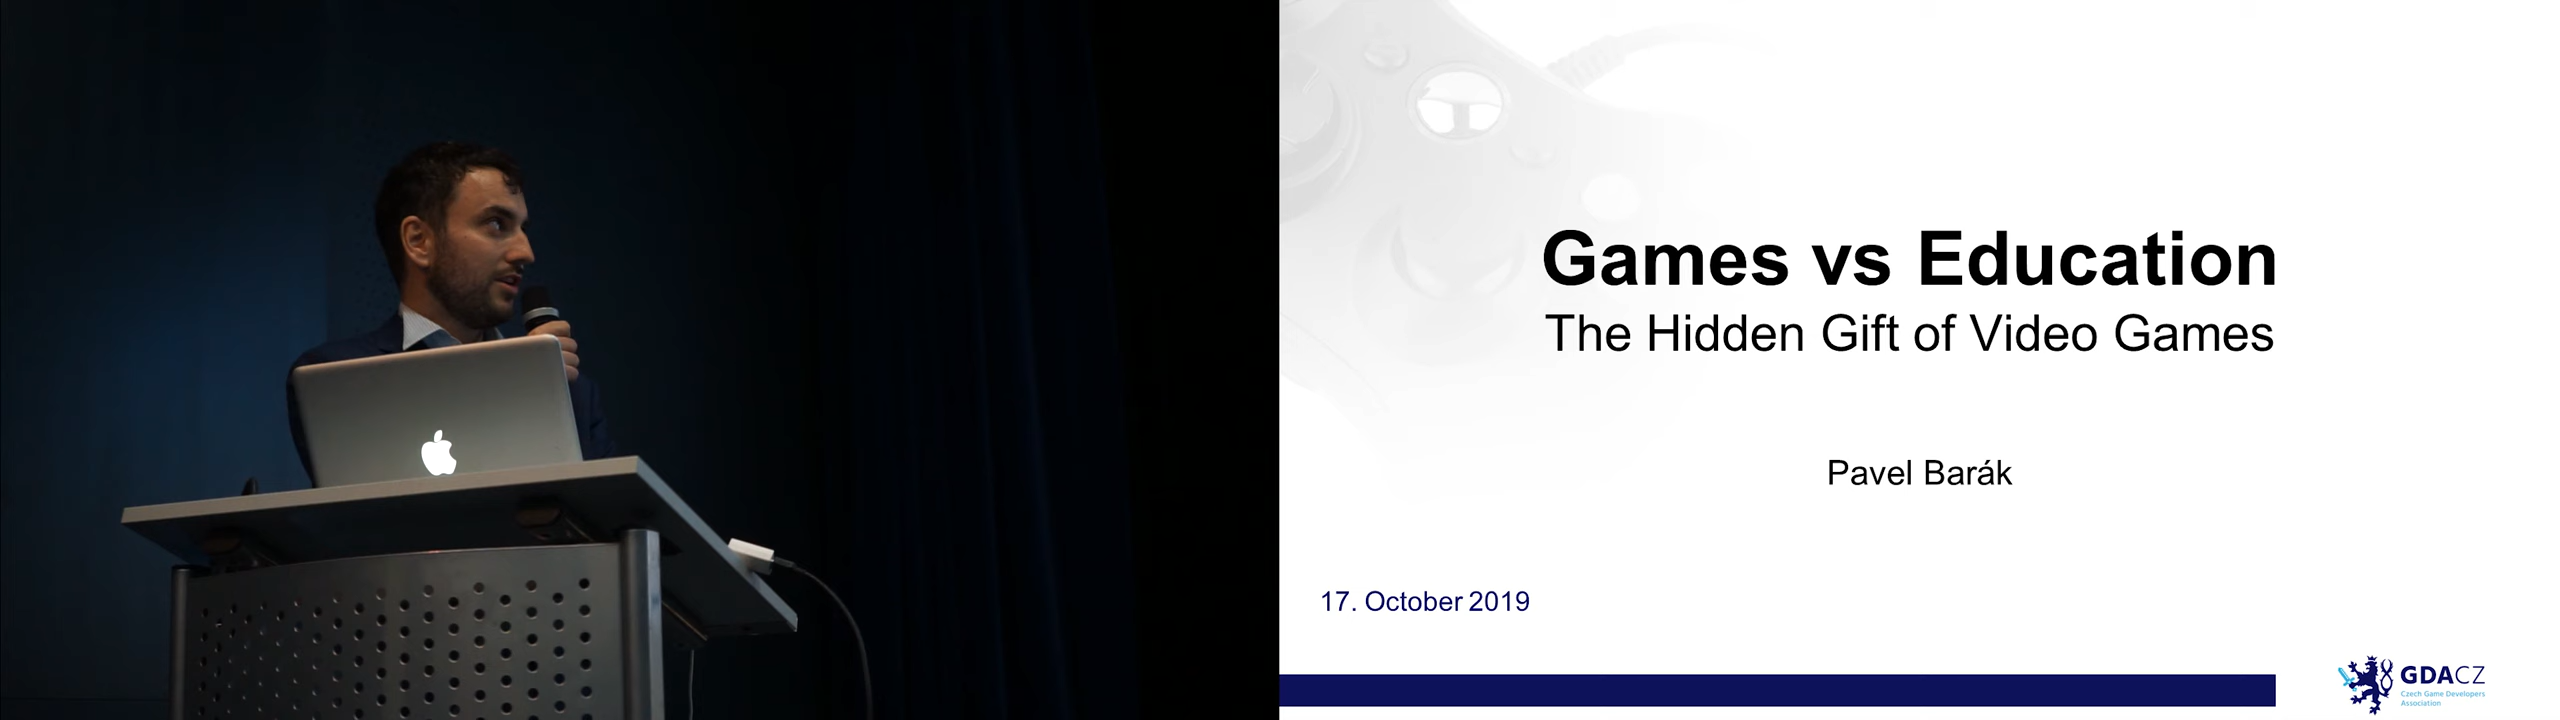 Games vs Education
The Hidden Gift of Video Games
Pavel Barák
17. October 2019
GDACZ
Czech Game Developers
Association